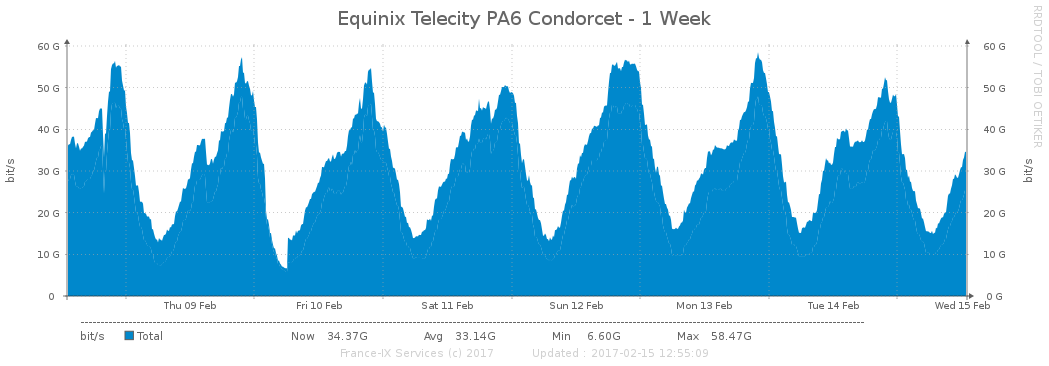 Equinix Telecity PA6 Condorcet - 1 Week
RRDTOOL / TOBI OETIKER
60 G 60 G
50 G 50 G
40 G 40 G
30 G 30 G
20 G 20 G
10 G 10 G
0 0 G
bit/s
bit/s
Thu 09 Feb Fri 10 Feb Sat 11 Feb Sun 12 Feb Mon 13 Feb Tue 14 Feb Wed 15 Feb
bit/s Total Now 34.37G Avg 33.14G Min 6.60G Max 58.47G
France-IX Services (c) 2017 Updated : 2017-02-15 12:55:09